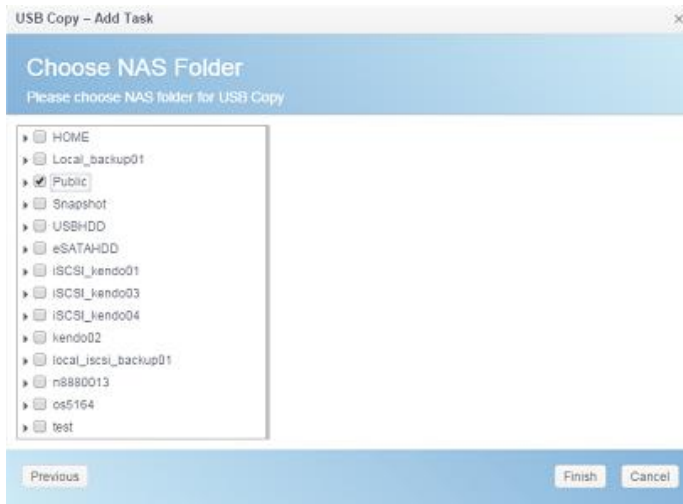 USB Copy – Add Task
Choose NAS Folder
Please choose NAS folder for USB Copy
HOME
Local_backup01
Public
Snapshot
USBHDD
eSATAHDD
iSCSI_kendo01
iSCSI_kendo03
iSCSI_kendo04
kendo02
local_iscsi_backup01
n8880013
os5164
test
Previous
Finish
Cancel